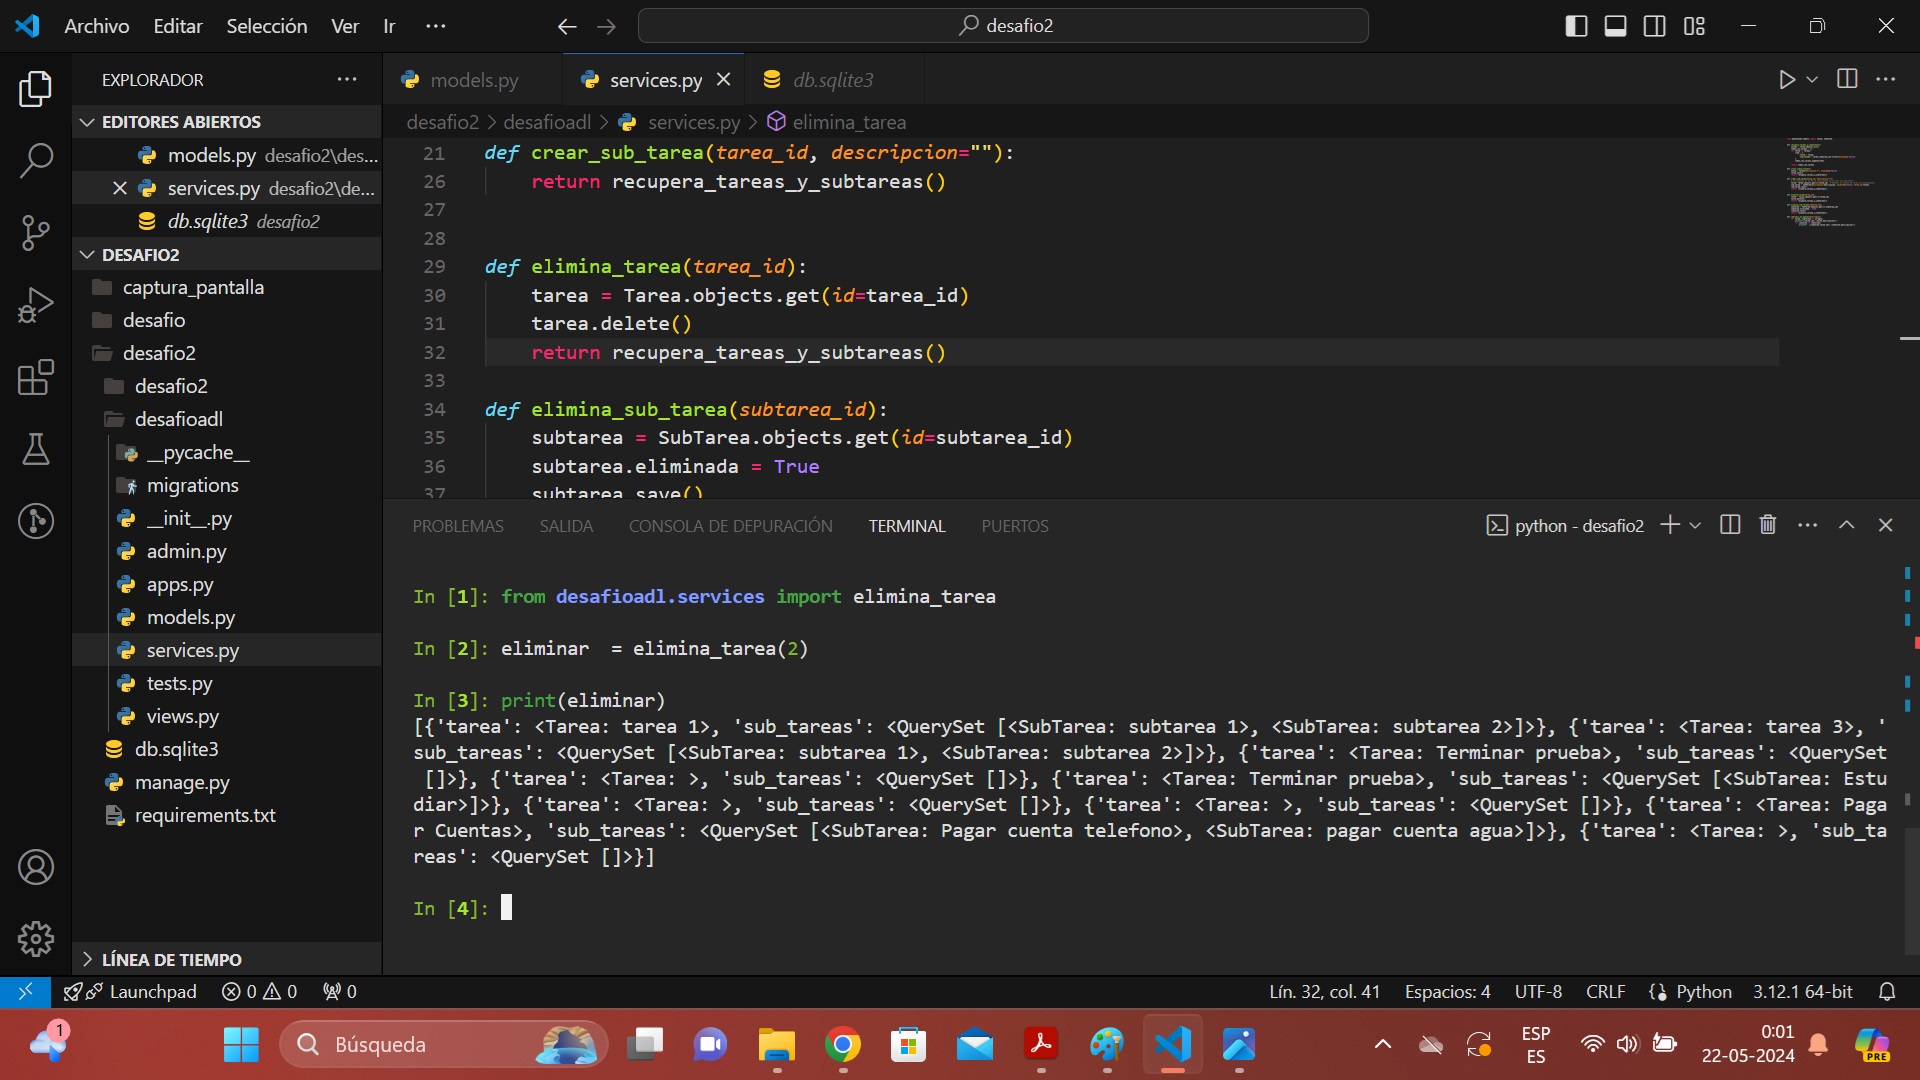 Archivo Editar Selección Ver Ir ··· desafio2
EXPLORADOR ···
EDITORES ABIERTOS
models.py desafio2\des...
services.py desafio2\de...
db.sqlite3 desafio2
DESAFIO2
captura_pantalla
desafio
desafio2
desafio2
desafioadl
__pycache__
migrations
__init__.py
admin.py
apps.py
models.py
services.py
tests.py
views.py
db.sqlite3
manage.py
requirements.txt
LÍNEA DE TIEMPO
models.py services.py db.sqlite3
desafio2 > desafioadl > services.py > elimina_tarea
21 def crear_sub_tarea(tarea_id, descripcion=""):
26 return recupera_tareas_y_subtareas()
27
28
29 def elimina_tarea(tarea_id):
30 tarea = Tarea.objects.get(id=tarea_id)
31 tarea.delete()
32 return recupera_tareas_y_subtareas()
33
34 def elimina_sub_tarea(subtarea_id):
35 subtarea = SubTarea.objects.get(id=subtarea_id)
36 subtarea.eliminada = True
37 subtarea.save()
PROBLEMAS SALIDA CONSOLA DE DEPURACIÓN TERMINAL PUERTOS python - desafio2
In [1]: from desafioadl.services import elimina_tarea
In [2]: eliminar  = elimina_tarea(2)
In [3]: print(eliminar)
[{'tarea': <Tarea: tarea 1>, 'sub_tareas': <QuerySet [<SubTarea: subtarea 1>, <SubTarea: subtarea 2>]>}, {'tarea': <Tarea: tarea 3>, '
sub_tareas': <QuerySet [<SubTarea: subtarea 1>, <SubTarea: subtarea 2>]>}, {'tarea': <Tarea: Terminar prueba>, 'sub_tareas': <QuerySet
[]>}, {'tarea': <Tarea: >, 'sub_tareas': <QuerySet []>}, {'tarea': <Tarea: Terminar prueba>, 'sub_tareas': <QuerySet [<SubTarea: Estu
diar>]>}, {'tarea': <Tarea: >, 'sub_tareas': <QuerySet []>}, {'tarea': <Tarea: >, 'sub_tareas': <QuerySet []>}, {'tarea': <Tarea: Paga
r Cuentas>, 'sub_tareas': <QuerySet [<SubTarea: Pagar cuenta telefono>, <SubTarea: pagar cuenta agua>]>}, {'tarea': <Tarea: >, 'sub_ta
reas': <QuerySet []>}]
In [4]:
Launchpad 0 0 0 Lín. 32, col. 41 Espacios: 4 UTF-8 CRLF Python 3.12.1 64-bit
1 Búsqueda ESP 0:01
ES 22-05-2024 PRE